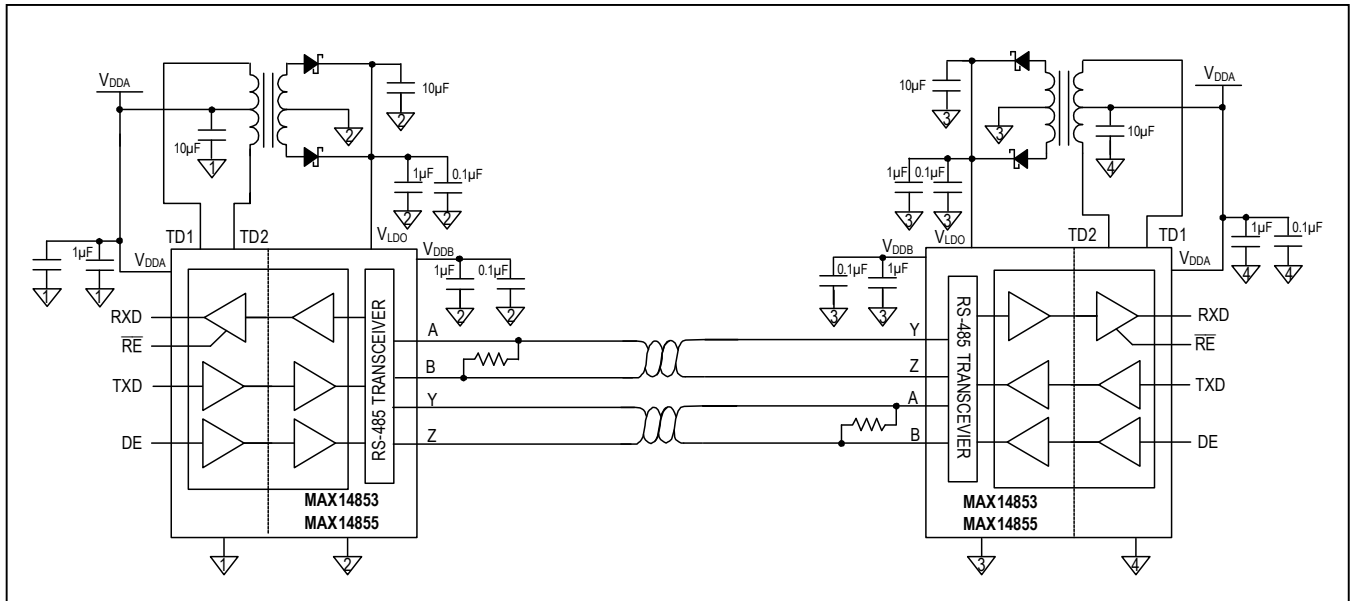 VDDA
10µF
1
2
10µF
2
1µF
2
0.1µF
2
1µF
1
1
TD1
TD2
VLDO
VDDA
VDDB
1µF
2
0.1µF
2
RXD
RE
TXD
DE
RS-485 TRANSCEIVER
A
B
Y
Z
MAX14853
MAX14855
1
2
10µF
3
3
10µF
4
VDDA
1µF
3
0.1µF
3
1µF
4
0.1µF
4
VLDO
TD2
TD1
VDDB
VDDA
0.1µF
3
1µF
3
Y
Z
A
B
RS-485 TRANSCEVIER
RXD
RE
TXD
DE
MAX14853
MAX14855
3
4